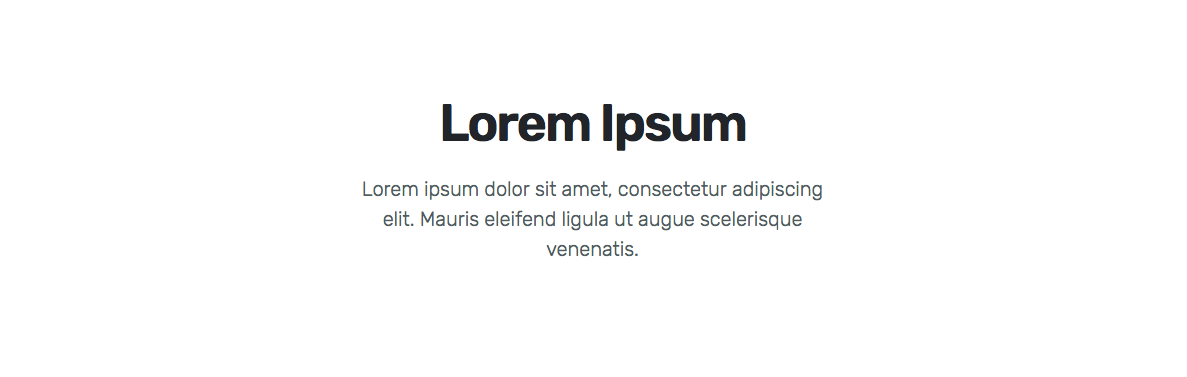 Lorem Ipsum
Lorem ipsum dolor sit amet, consectetur adipiscing
elit. Mauris eleifend ligula ut augue scelerisque
venenatis.